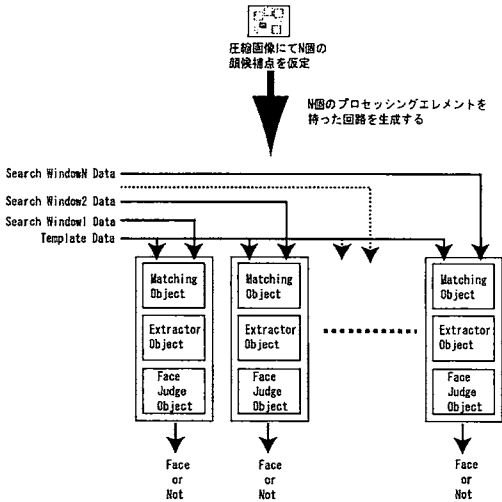 圧縮画像にてN個の
顔候補点を仮定
N個のプロセッシングエレメントを
持った回路を生成する
Search WindowN Data
Search Window2 Data
Search Window1 Data
Template Data
Matching
Object
Extractor
Object
Face
Judge
Object
Face
or
Not
Matching
Object
Extractor
Object
Face
Judge
Object
Face
or
Not
Matching
Object
Extractor
Object
Face
Judge
Object
Face
or
Not